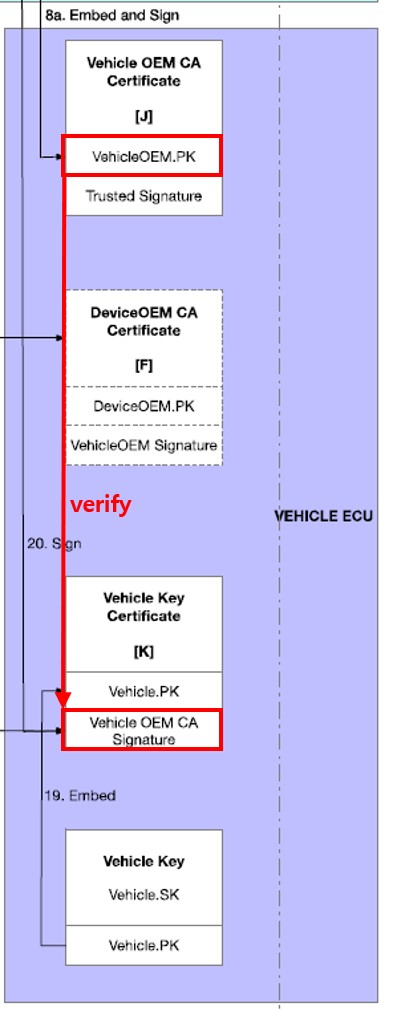 8a. Embed and Sign
Vehicle OEM CA
Certificate
[J]
VehicleOEM.PK
Trusted Signature
DeviceOEM CA
Certificate
[F]
DeviceOEM.PK
VehicleOEM Signature
verify
VEHICLE ECU
20. Sign
Vehicle Key
Certificate
[K]
Vehicle.PK
Vehicle OEM CA
Signature
19. Embed
Vehicle Key
Vehicle.SK
Vehicle.PK